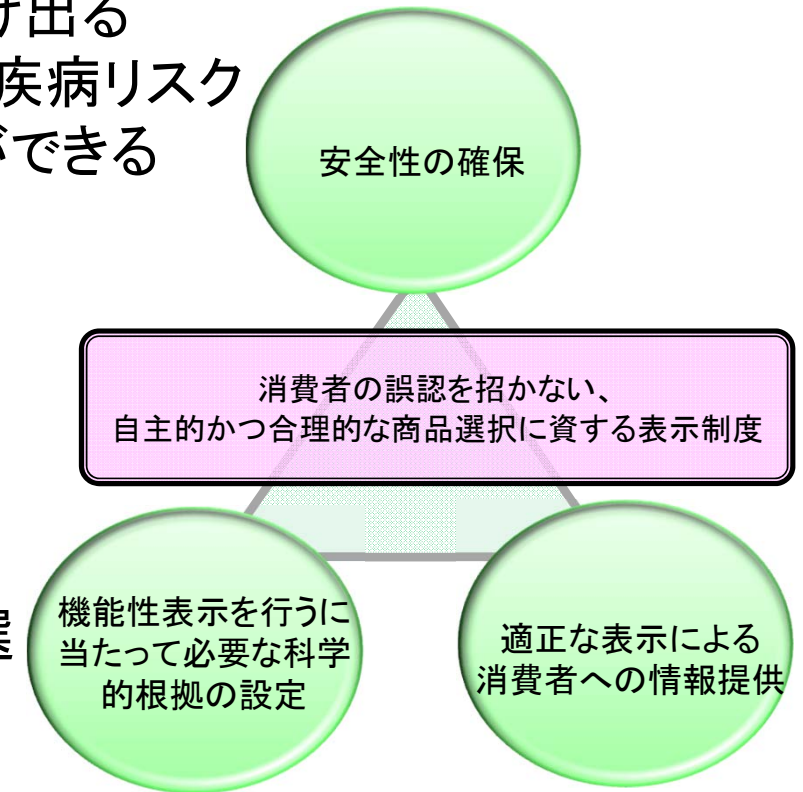 け出る
疾病リスク
ができる
安全性の確保
消費者の誤認を招かない、
自主的かつ合理的な商品選択に資する表示制度
機能性表示を行うに
当たって必要な科学
的根拠の設定
適正な表示による
消費者への情報提供